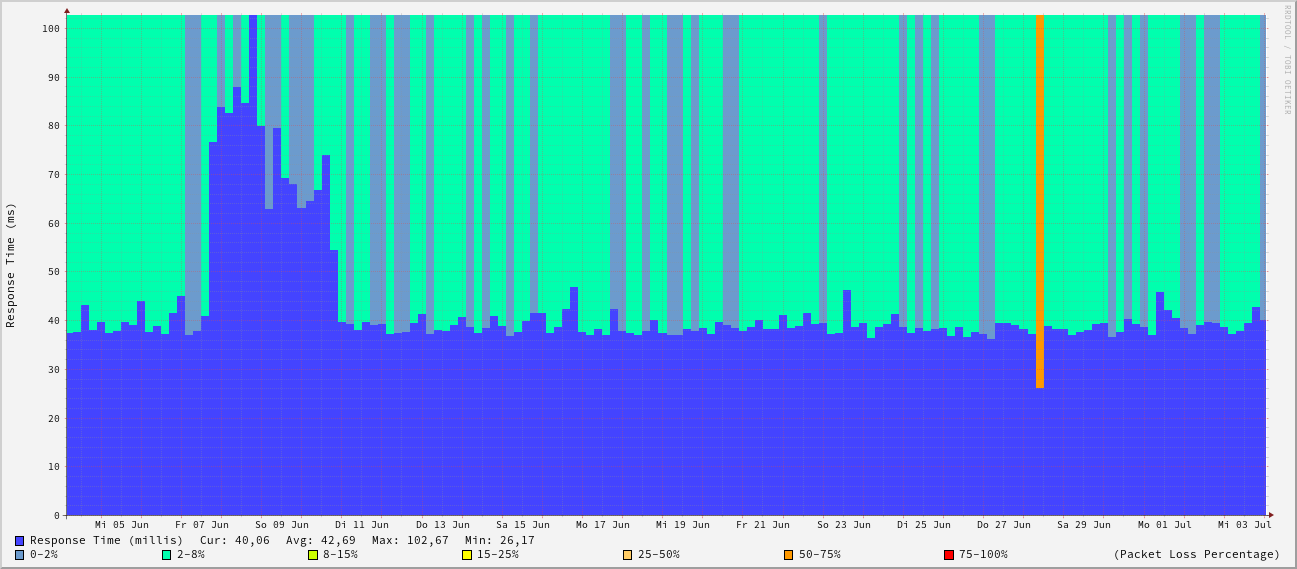 RRDTOOL / TOBI OETIKER
Response Time (ms)
100
90
80
70
60
50
40
30
20
10
0
Mi 05 Jun Fr 07 Jun So 09 Jun Di 11 Jun Do 13 Jun Sa 15 Jun Mo 17 Jun Mi 19 Jun Fr 21 Jun So 23 Jun Di 25 Jun Do 27 Jun Sa 29 Jun Mo 01 Jul Mi 03 Jul
Response Time (millis) Cur: 40,06 Avg: 42,69 Max: 102,67 Min: 26,17
0-2% 2-8% 8-15% 15-25% 25-50% 50-75% 75-100% (Packet Loss Percentage)